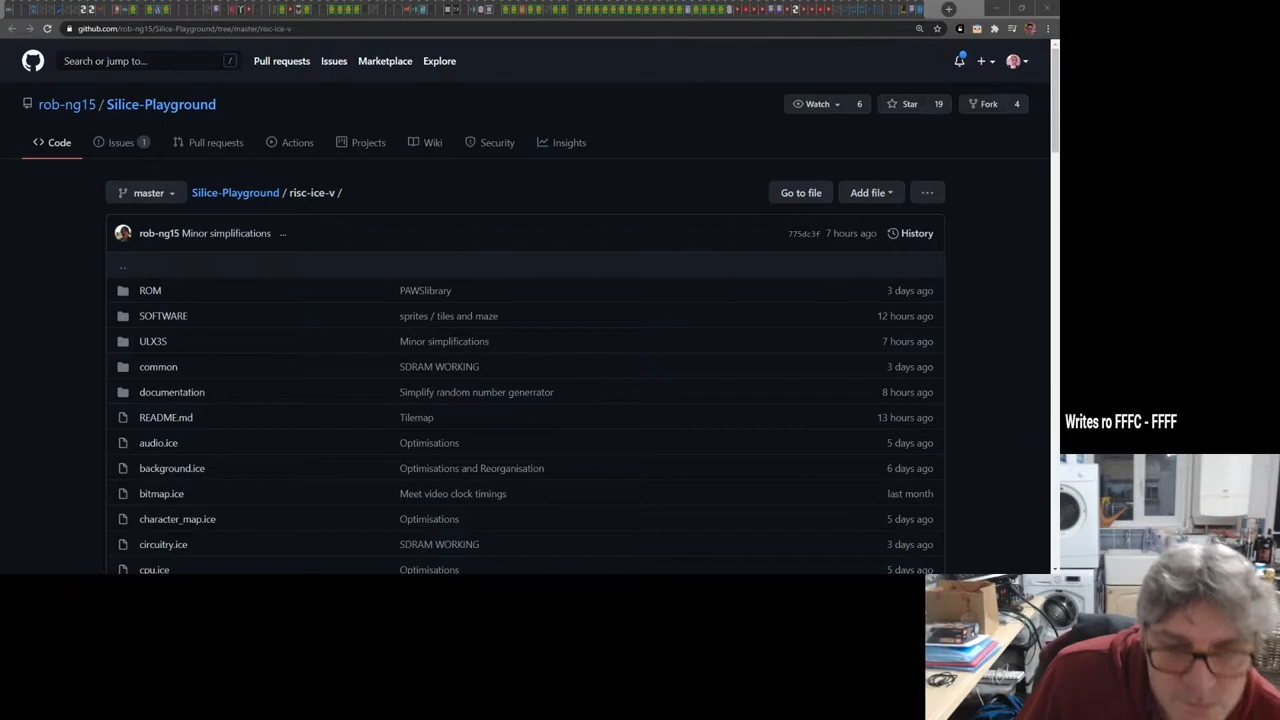 github.com/rob-ng15/Silice-Playground/tree/master/risc-ice-v
Search or jump to... /
Pull requests Issues Marketplace Explore
rob-ng15 / Silice-Playground
Watch 6 Star 19 Fork 4
Code Issues 1 Pull requests Actions Projects Wiki Security Insights
master Silice-Playground / risc-ice-v / Go to file Add file ...
rob-ng15 Minor simplifications ... 775dc3f 7 hours ago History
..
ROM PAWSlibrary 3 days ago
SOFTWARE sprites / tiles and maze 12 hours ago
ULX3S Minor simplifications 7 hours ago
common SDRAM WORKING 3 days ago
documentation Simplify random number generrator 8 hours ago
README.md Tilemap 13 hours ago
Writes ro FFFC - FFFF
audio.ice Optimisations 5 days ago
background.ice Optimisations and Reorganisation 6 days ago
bitmap.ice Meet video clock timings last month
character_map.ice Optimisations 5 days ago
circuitry.ice SDRAM WORKING 3 days ago
cpu.ice Optimisations 5 days ago